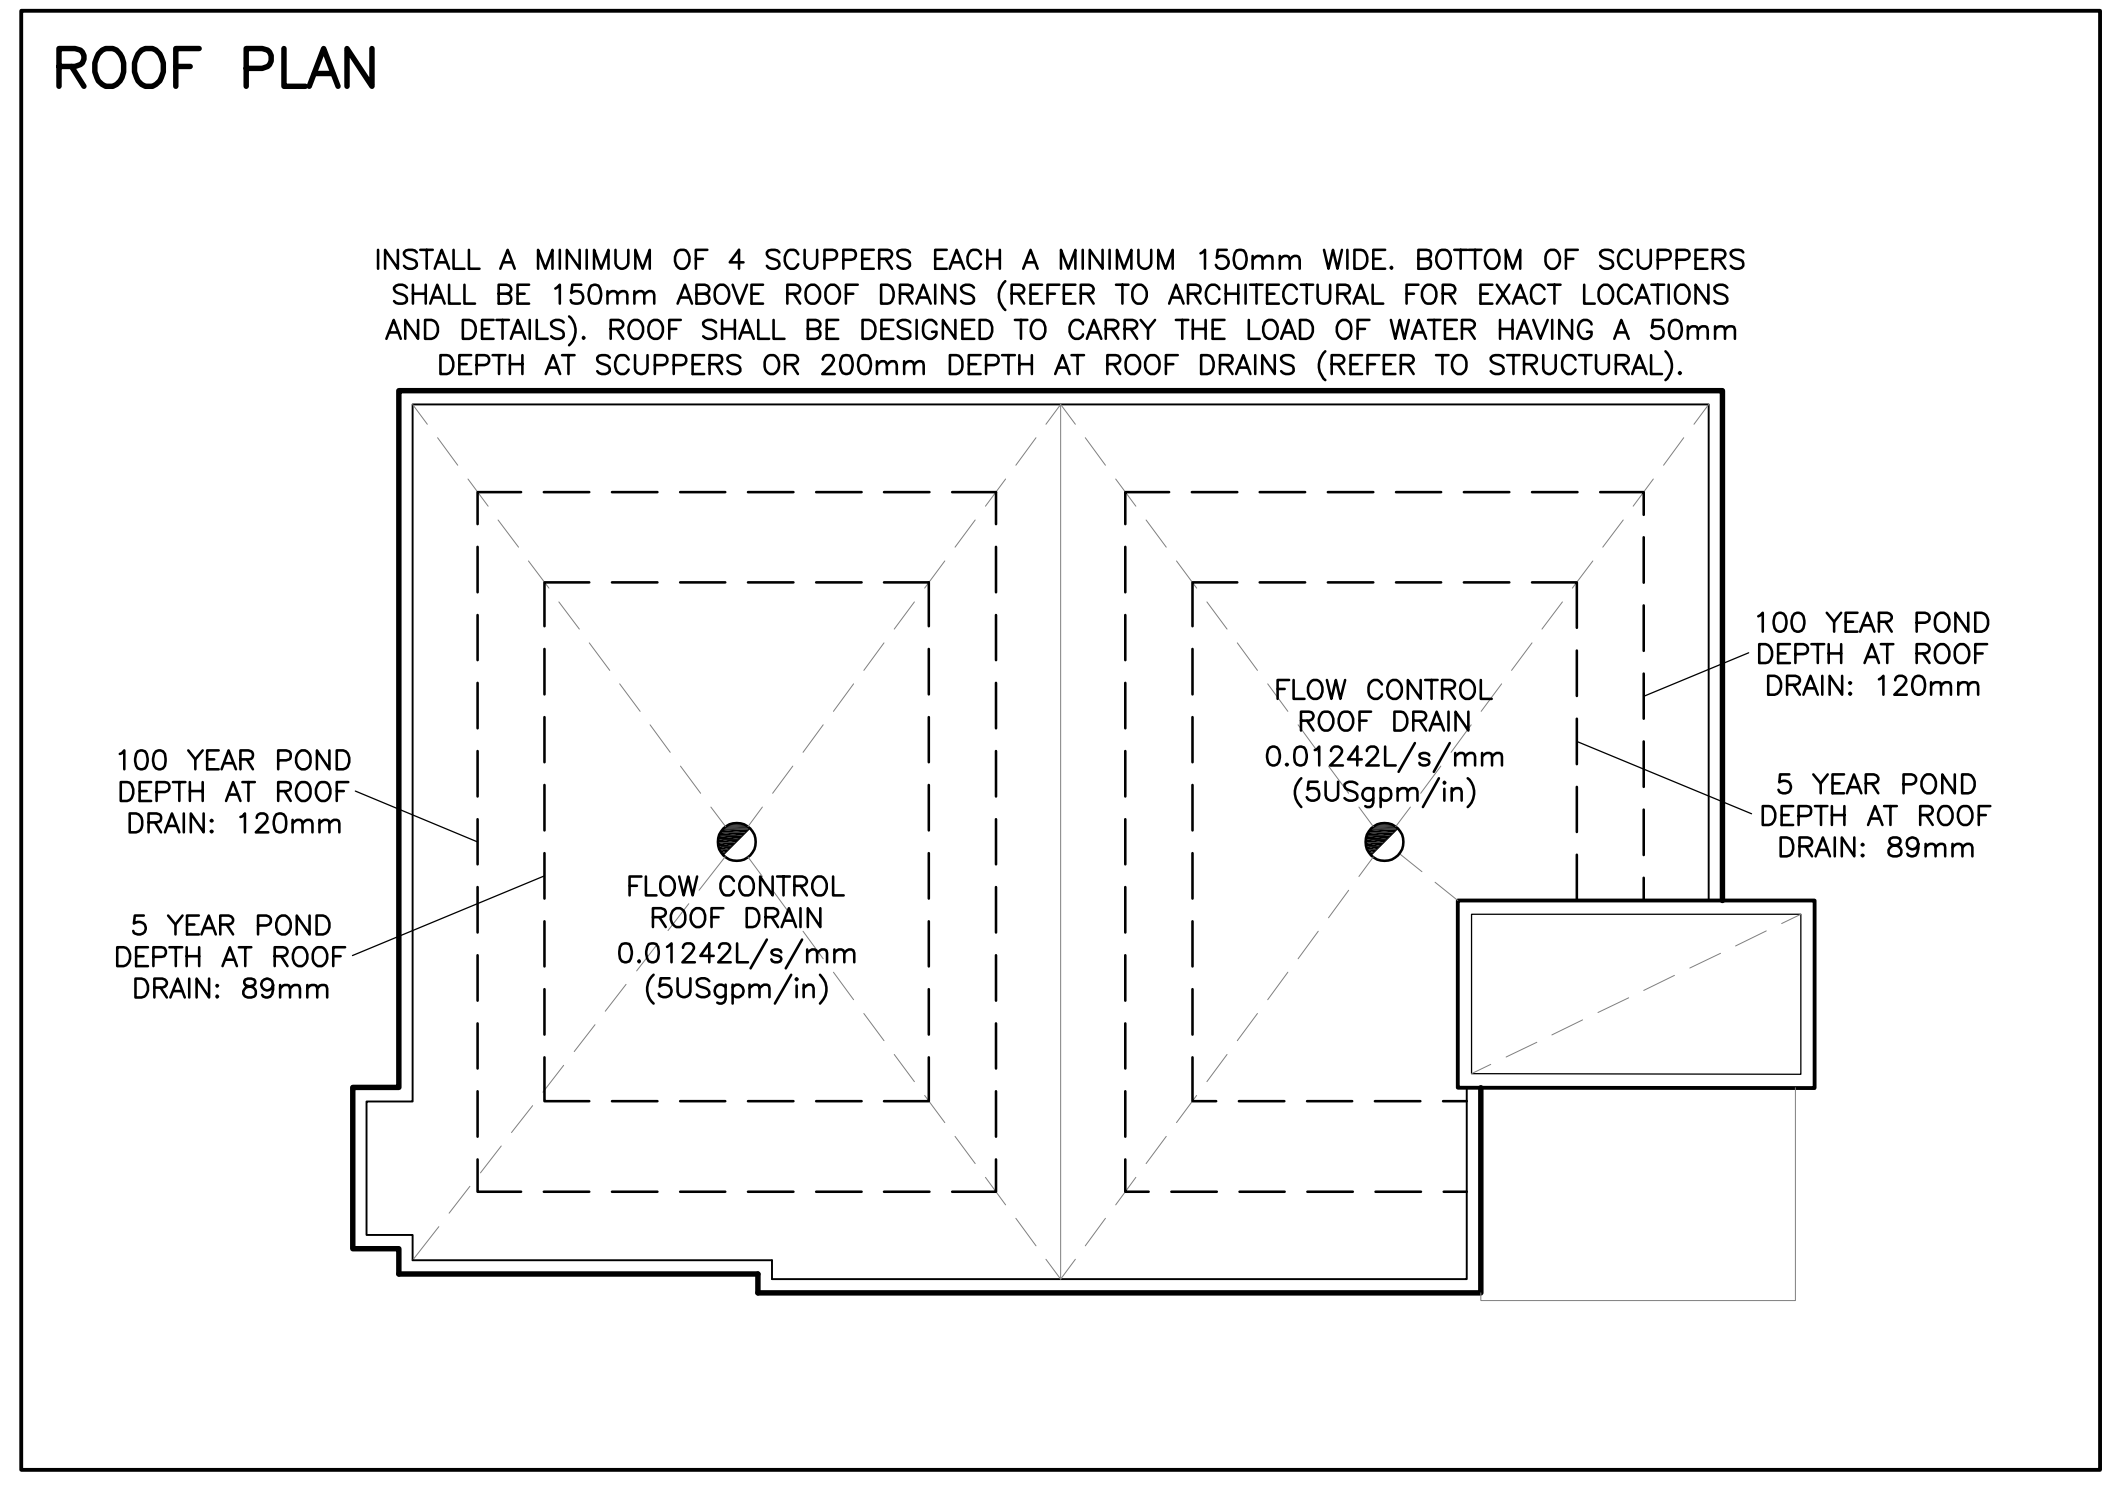 ROOF PLAN
INSTALL A MINIMUM OF 4 SCUPPERS EACH A MINIMUM 150mm WIDE. BOTTOM OF SCUPPERS
SHALL BE 150mm ABOVE ROOF DRAINS (REFER TO ARCHITECTURAL FOR EXACT LOCATIONS
AND DETAILS). ROOF SHALL BE DESIGNED TO CARRY THE LOAD OF WATER HAVING A 50mm
DEPTH AT SCUPPERS OR 200mm DEPTH AT ROOF DRAINS (REFER TO STRUCTURAL).
100 YEAR POND
DEPTH AT ROOF
DRAIN: 120mm
5 YEAR POND
DEPTH AT ROOF
DRAIN: 89mm
FLOW CONTROL
ROOF DRAIN
0.01242L/s/mm
(5USgpm/in)
FLOW CONTROL
ROOF DRAIN
0.01242L/s/mm
(5USgpm/in)
100 YEAR POND
DEPTH AT ROOF
DRAIN: 120mm
5 YEAR POND
DEPTH AT ROOF
DRAIN: 89mm